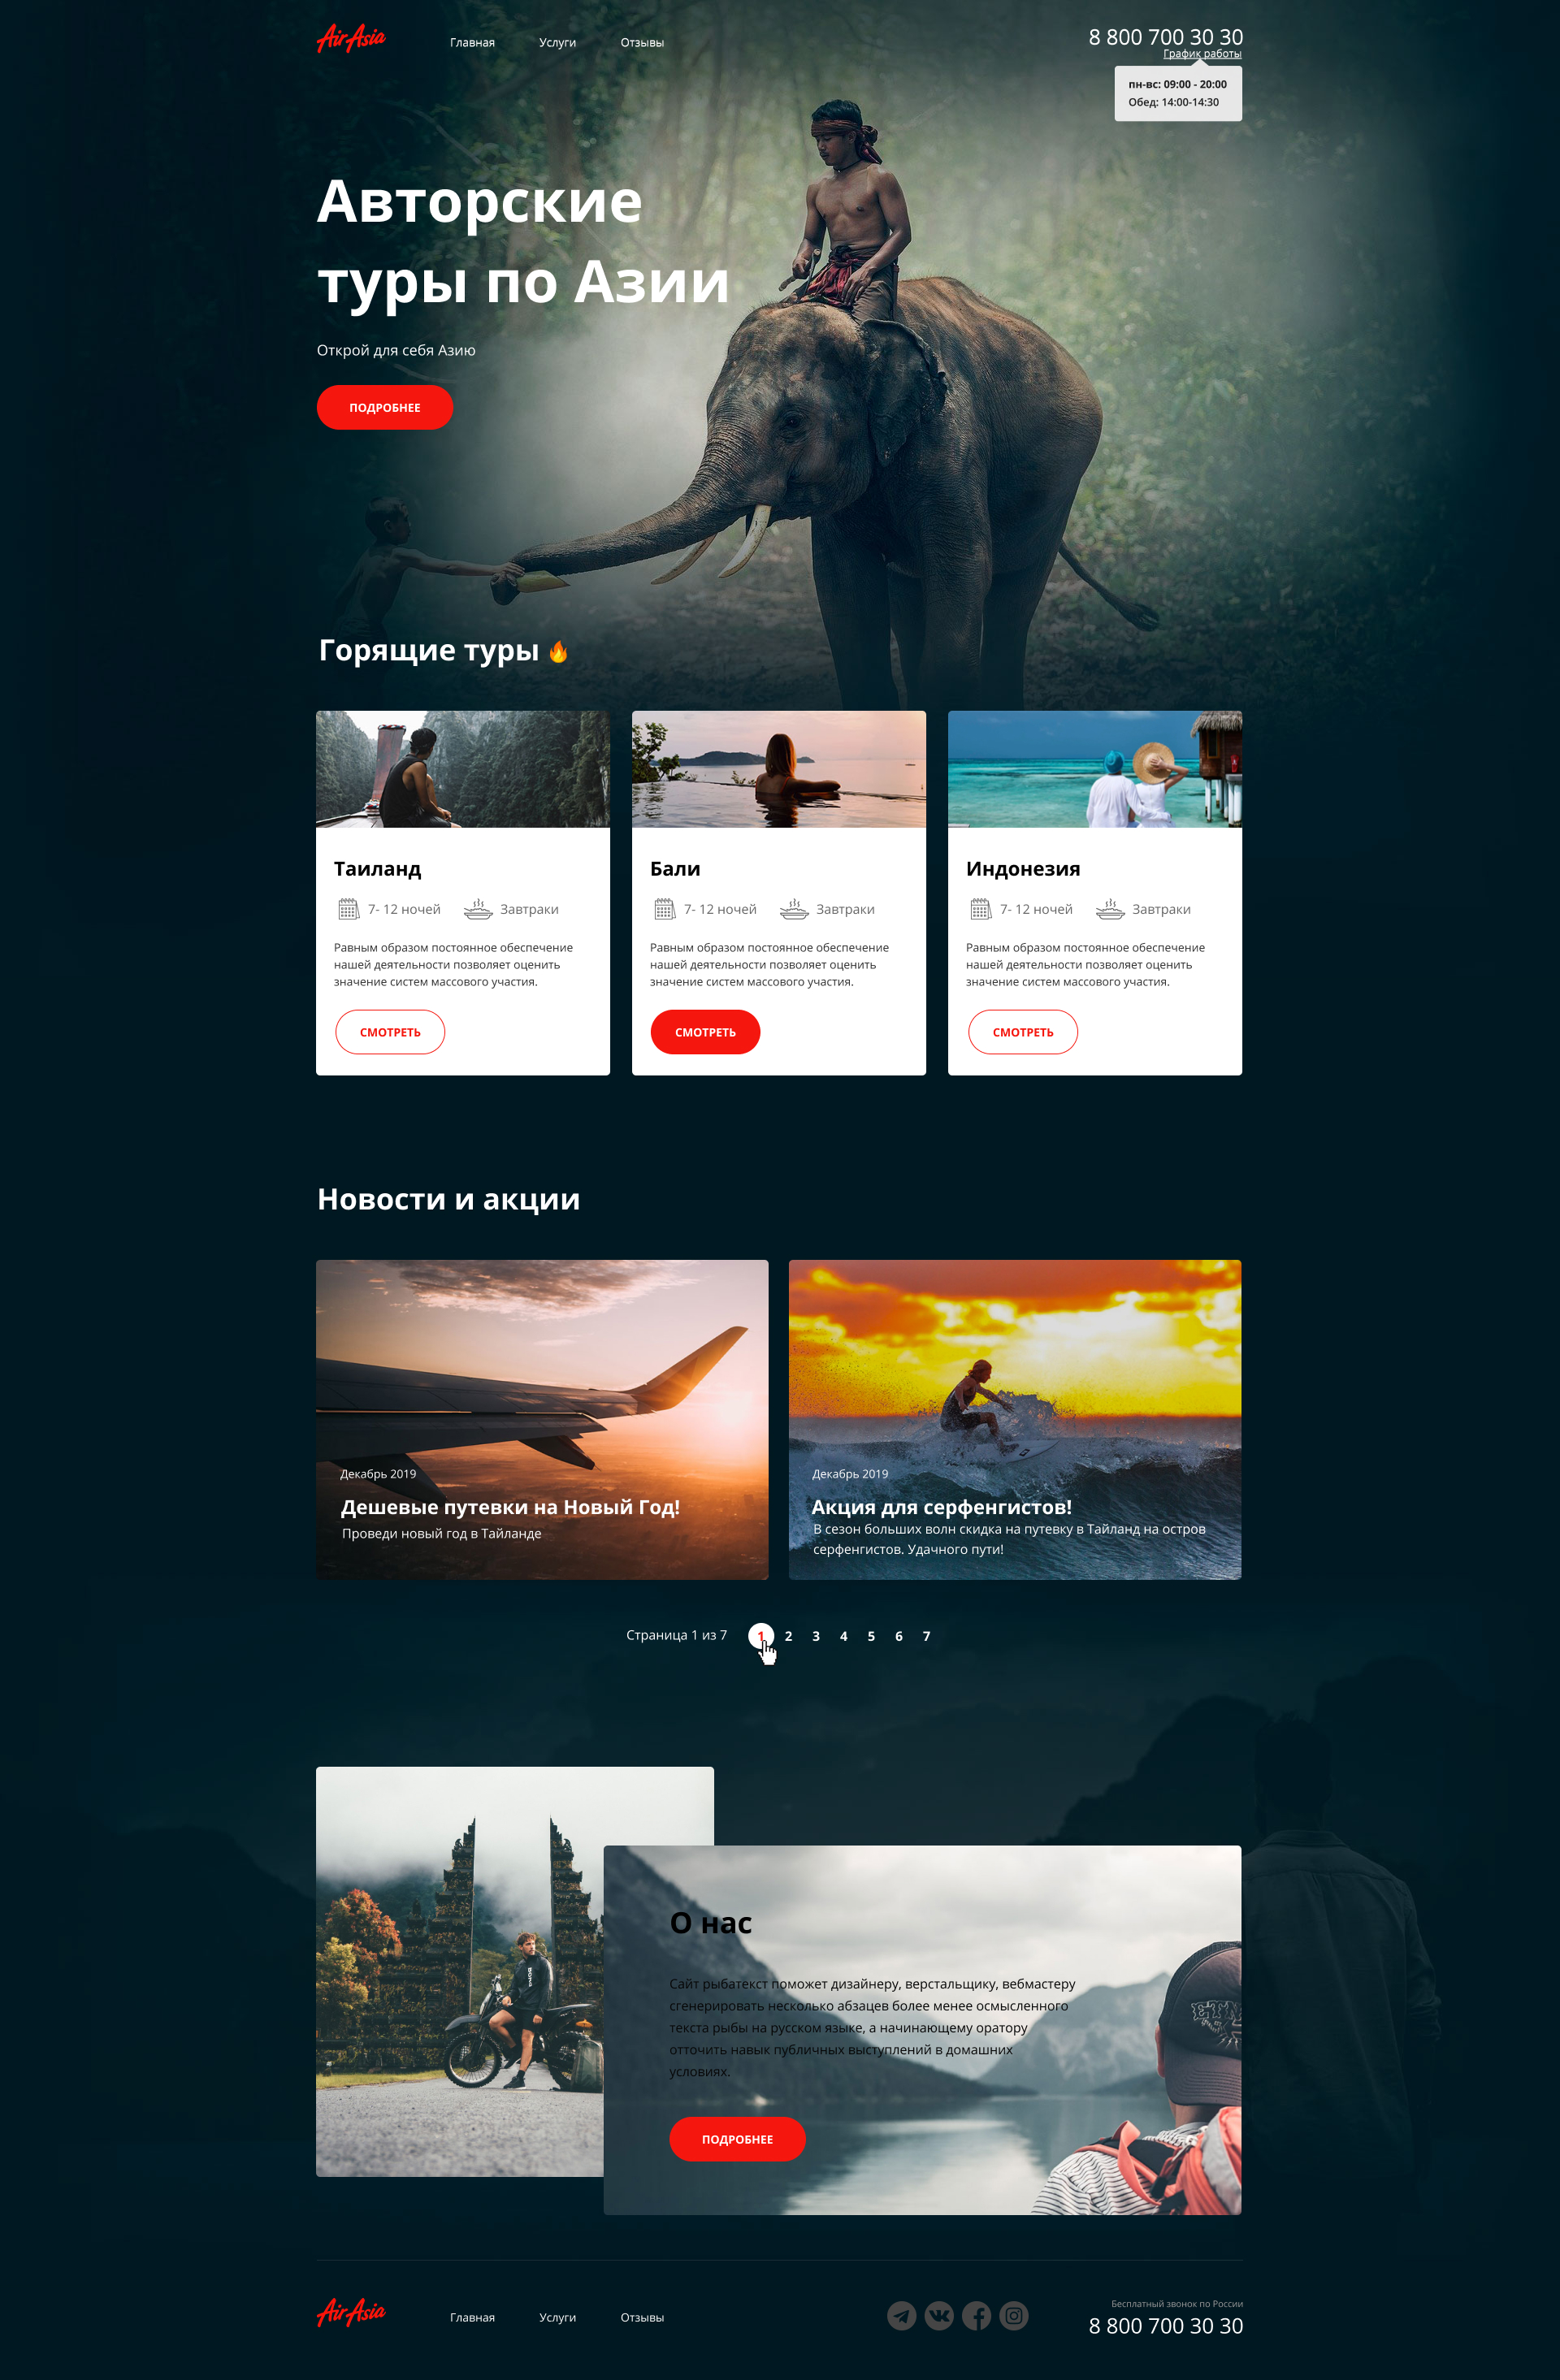 AirAsia
Главная
Услуги
Отзывы
8 800 700 30 30
График работы
пн-вс: 09:00 - 20:00
Обед: 14:00-14:30
Авторские
туры по Азии
Открой для себя Азию
ПОДРОБНЕЕ
Горящие туры
Таиланд
7- 12 ночей
Завтраки
Равным образом постоянное обеспечение
нашей деятельности позволяет оценить
значение систем массового участия.
СМОТРЕТЬ
Бали
7- 12 ночей
Завтраки
Равным образом постоянное обеспечение
нашей деятельности позволяет оценить
значение систем массового участия.
СМОТРЕТЬ
Индонезия
7- 12 ночей
Завтраки
Равным образом постоянное обеспечение
нашей деятельности позволяет оценить
значение систем массового участия.
СМОТРЕТЬ
Новости и акции
Декабрь 2019
Дешевые путевки на Новый Год!
Проведи новый год в Тайланде
Декабрь 2019
Акция для серфенгистов!
В сезон больших волн скидка на путевку в Тайланд на остров
серфенгистов. Удачного пути!
Страница 1 из 7
1 2 3 4 5 6 7
О нас
Сайт рыбатекст поможет дизайнеру, верстальщику, вебмастеру
сгенерировать несколько абзацев более менее осмысленного
текста рыбы на русском языке, а начинающему оратору
отточить навык публичных выступлений в домашних
условиях.
ПОДРОБНЕЕ
AirAsia
Главная
Услуги
Отзывы
Бесплатный звонок по России
8 800 700 30 30